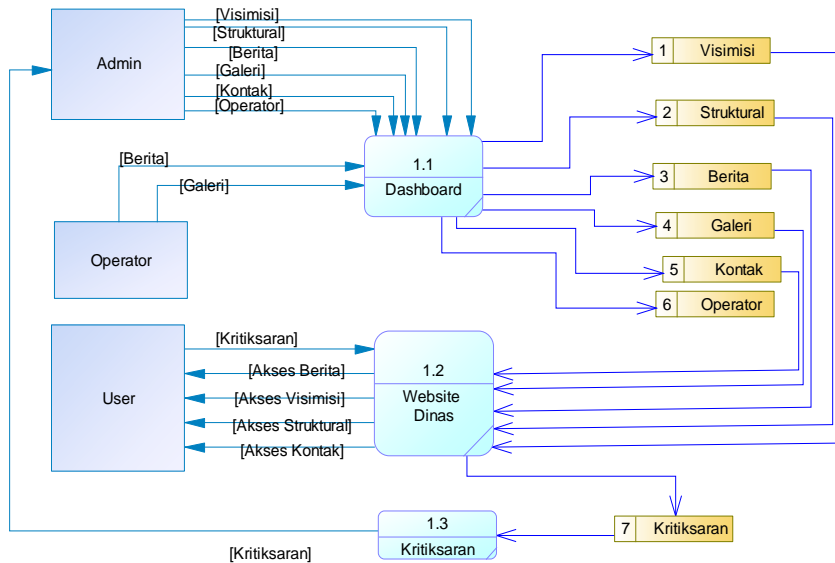 [Visimisi]
[Struktural]
[Berita]
[Galeri]
[Kontak]
[Operator]
Admin
1 Visimisi
2 Struktural
3 Berita
4 Galeri
5 Kontak
6 Operator
1.1
Dashboard
[Berita]
[Galeri]
Operator
User
[Kritiksaran]
[Akses Berita]
[Akses Visimisi]
[Akses Struktural]
[Akses Kontak]
1.2
Website
Dinas
7 Kritiksaran
1.3
Kritiksaran
[Kritiksaran]